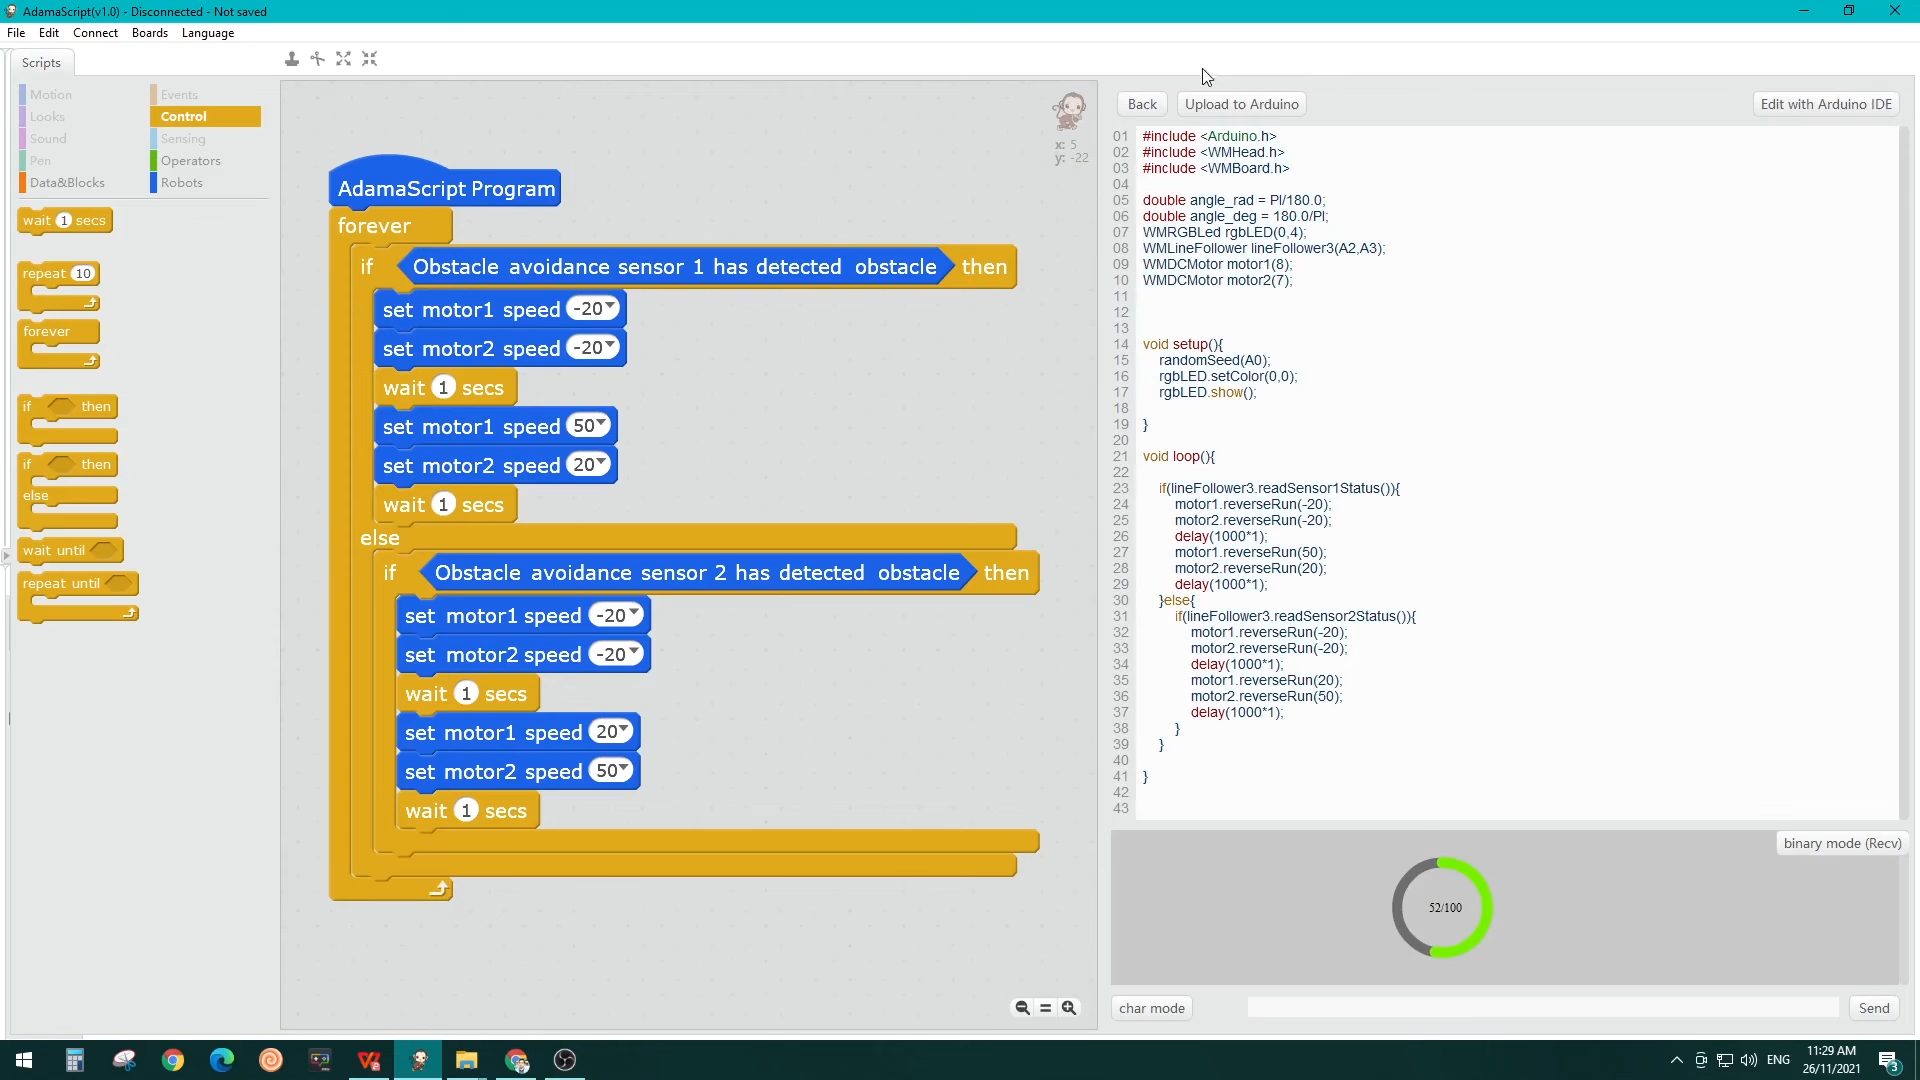 AdamaScript(v1.0) - Disconnected - Not saved
File Edit Connect Boards Language
Scripts
Motion
Looks
Sound
Pen
Data&Blocks
Events
Control
Sensing
Operators
Robots
wait 1 secs
repeat 10
forever
if then
if then
else
wait until
repeat until
x: 5
y: -22
AdamaScript Program
forever
if Obstacle avoidance sensor 1 has detected obstacle then
set motor1 speed -20
set motor2 speed -20
wait 1 secs
set motor1 speed 50
set motor2 speed 20
wait 1 secs
else
if Obstacle avoidance sensor 2 has detected obstacle then
set motor1 speed -20
set motor2 speed -20
wait 1 secs
set motor1 speed 20
set motor2 speed 50
wait 1 secs
Back Upload to Arduino Edit with Arduino IDE
01 #include <Arduino.h>
02 #include <WMHead.h>
03 #include <WMBoard.h>
04
05 double angle_rad = PI/180.0;
06 double angle_deg = 180.0/PI;
07 WMRGBLed rgbLED(0,4);
08 WMLineFollower lineFollower3(A2,A3);
09 WMDCMotor motor1(8);
10 WMDCMotor motor2(7);
11
12
13
14 void setup(){
15 randomSeed(A0);
16 rgbLED.setColor(0,0);
17 rgbLED.show();
18
19 }
20
21 void loop(){
22
23 if(lineFollower3.readSensor1Status()){
24 motor1.reverseRun(-20);
25 motor2.reverseRun(-20);
26 delay(1000*1);
27 motor1.reverseRun(50);
28 motor2.reverseRun(20);
29 delay(1000*1);
30 }else{
31 if(lineFollower3.readSensor2Status()){
32 motor1.reverseRun(-20);
33 motor2.reverseRun(-20);
34 delay(1000*1);
35 motor1.reverseRun(20);
36 motor2.reverseRun(50);
37 delay(1000*1);
38 }
39 }
40
41 }
42
43
binary mode (Recv)
52/100
char mode Send
ENG
11:29 AM
26/11/2021
3